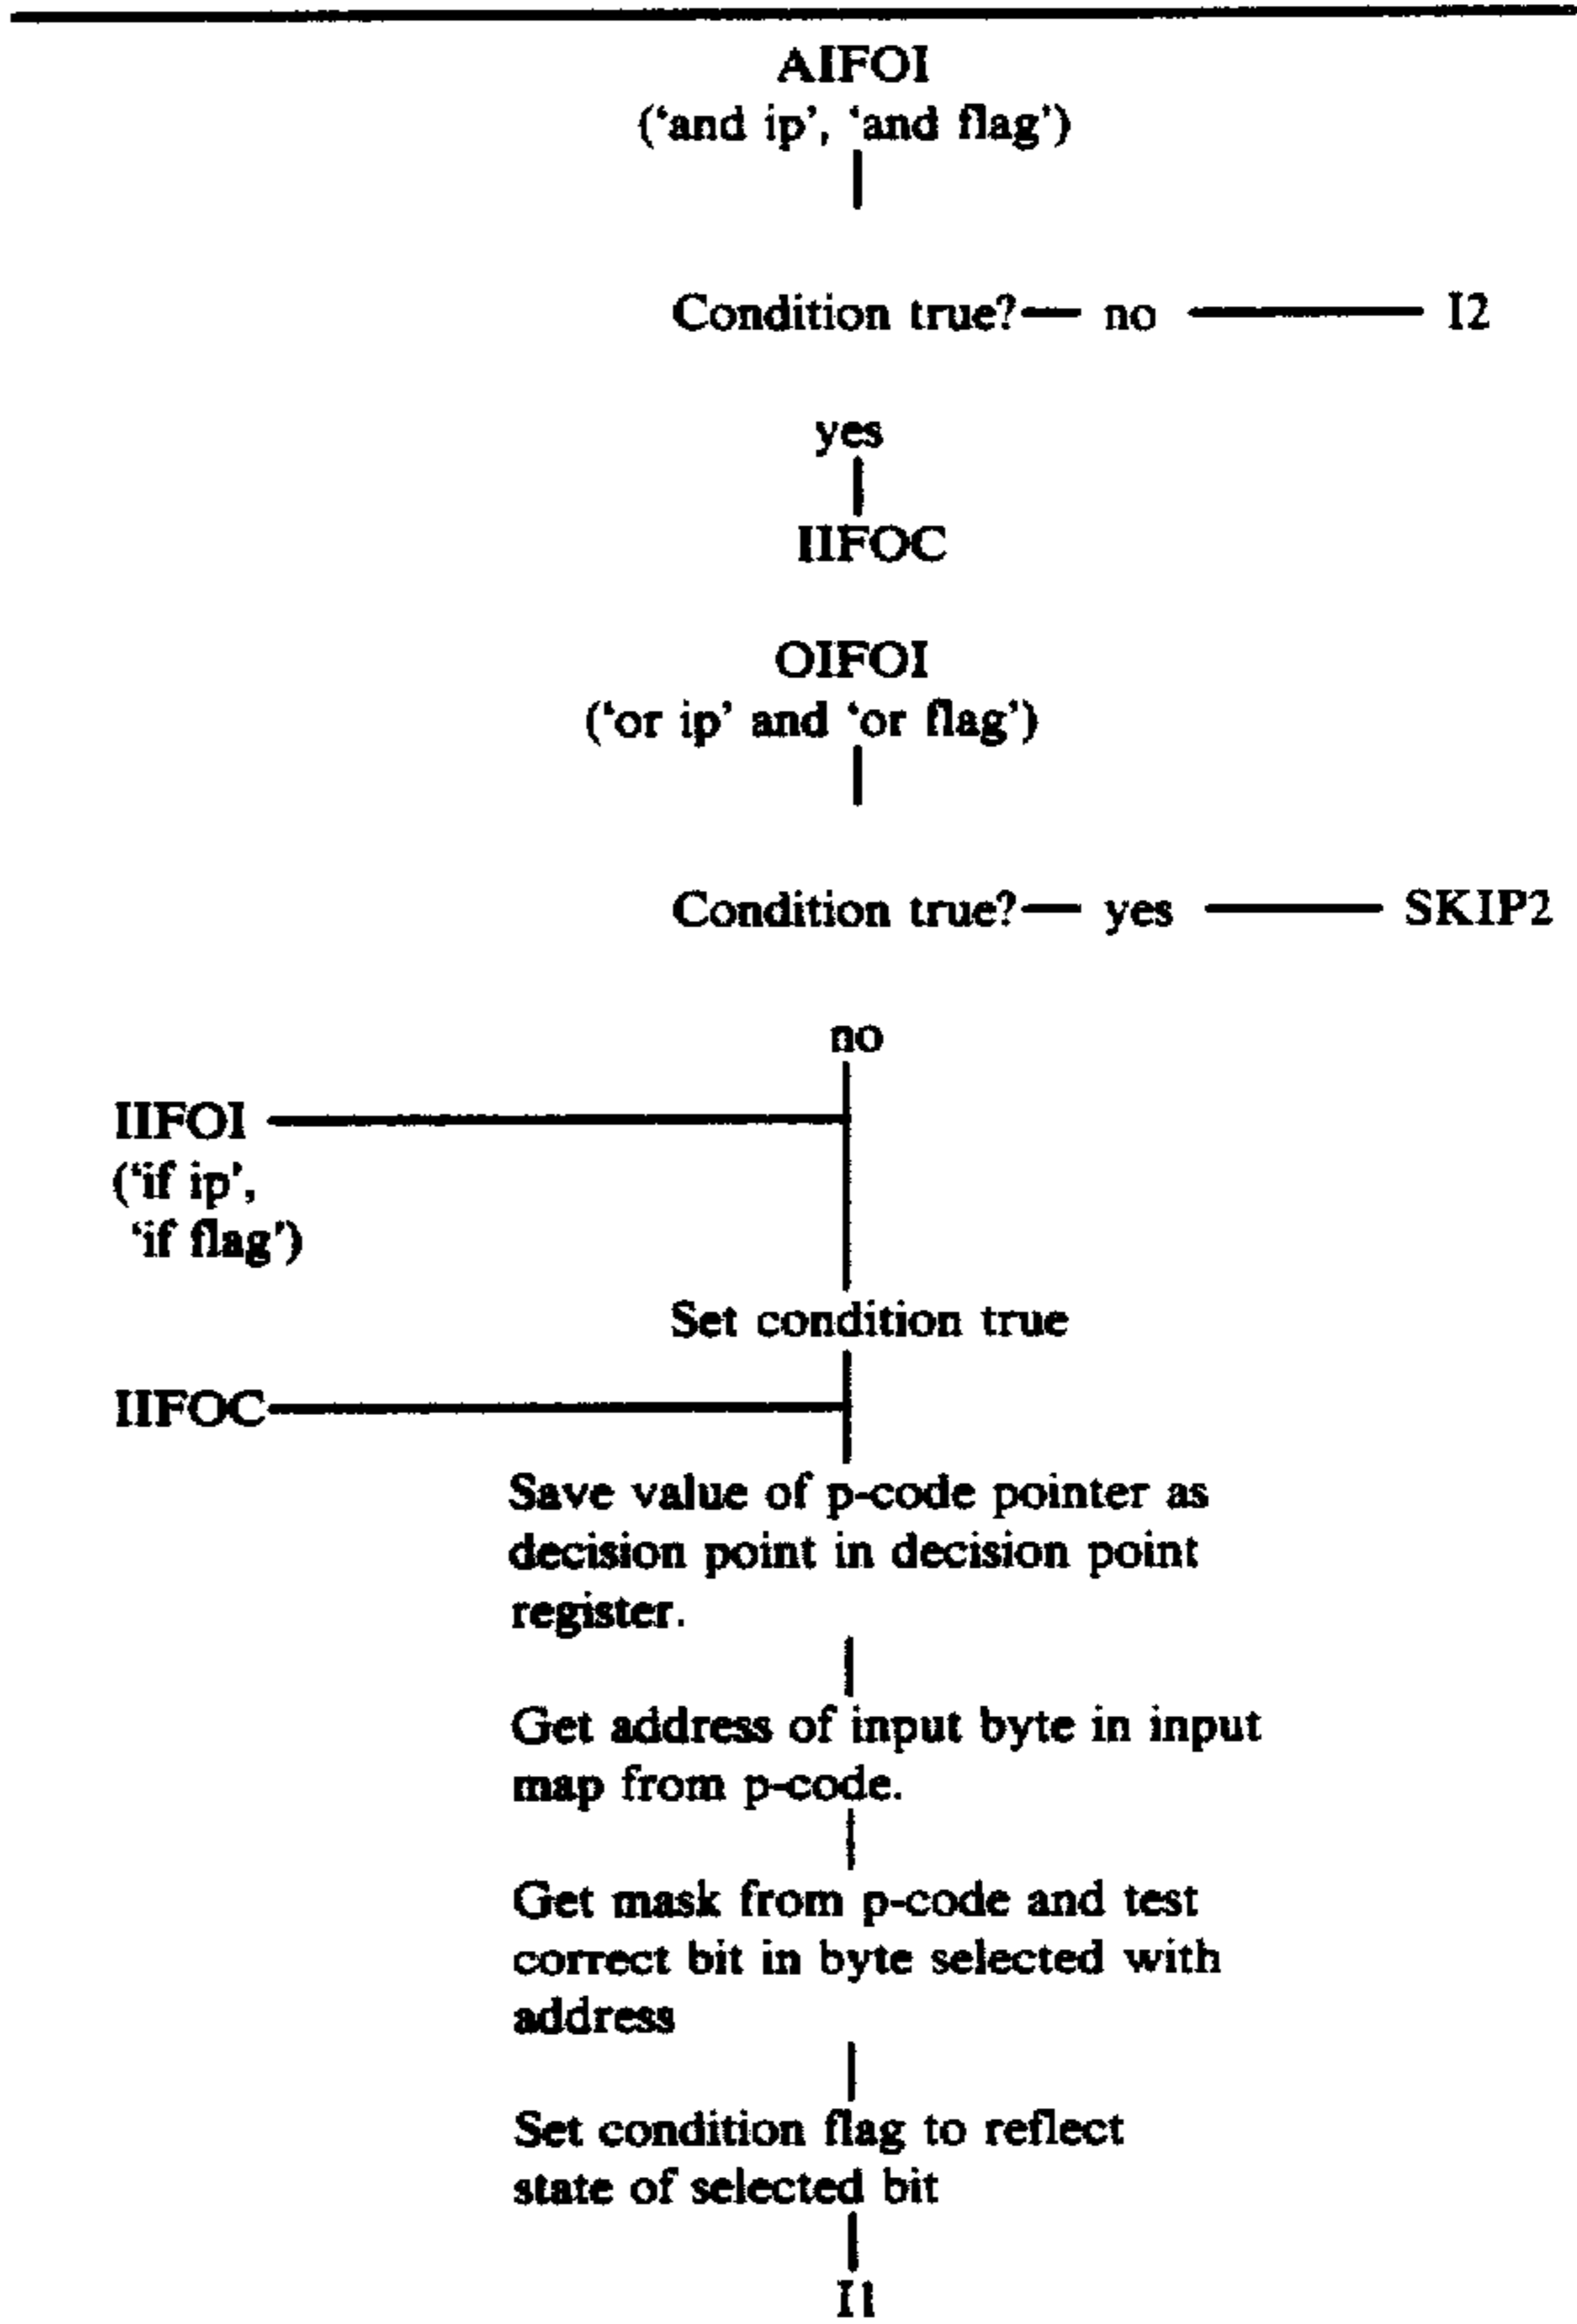 AIFOI
(‘and ip’, ‘and flag’)
Condition true? no I2
yes
IIFOC
OIFOI
(‘or ip’ and ‘or flag’)
Condition true? yes SKIP2
no
IIFOI
(‘if ip’,
‘if flag’)
Set condition true
IIFOC
Save value of p-code pointer as
decision point in decision point
register.
Get address of input byte in input
map from p-code.
Get mask from p-code and test
correct bit in byte selected with
address
Set condition flag to reflect
state of selected bit
I1